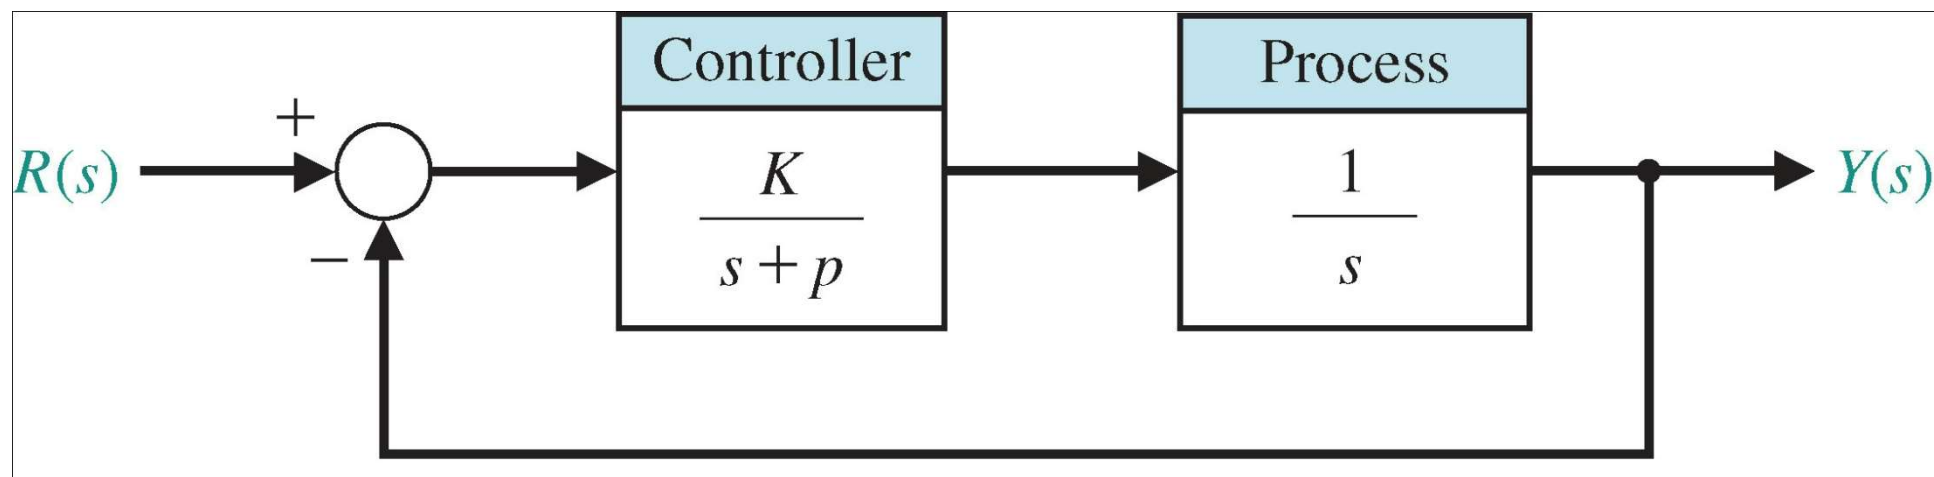 Controller
Process
+
R(s)
K
s + p
1
s
Y(s)
−